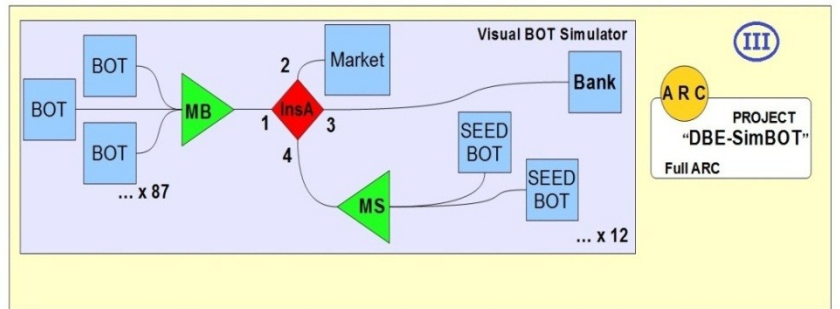 Visual BOT Simulator
III
BOT
BOT
BOT
... x 87
MB
1
2
3
4
InsA
Market
Bank
SEED
BOT
SEED
BOT
MS
... x 12
A R C
PROJECT
“DBE-SimBOT”
Full ARC